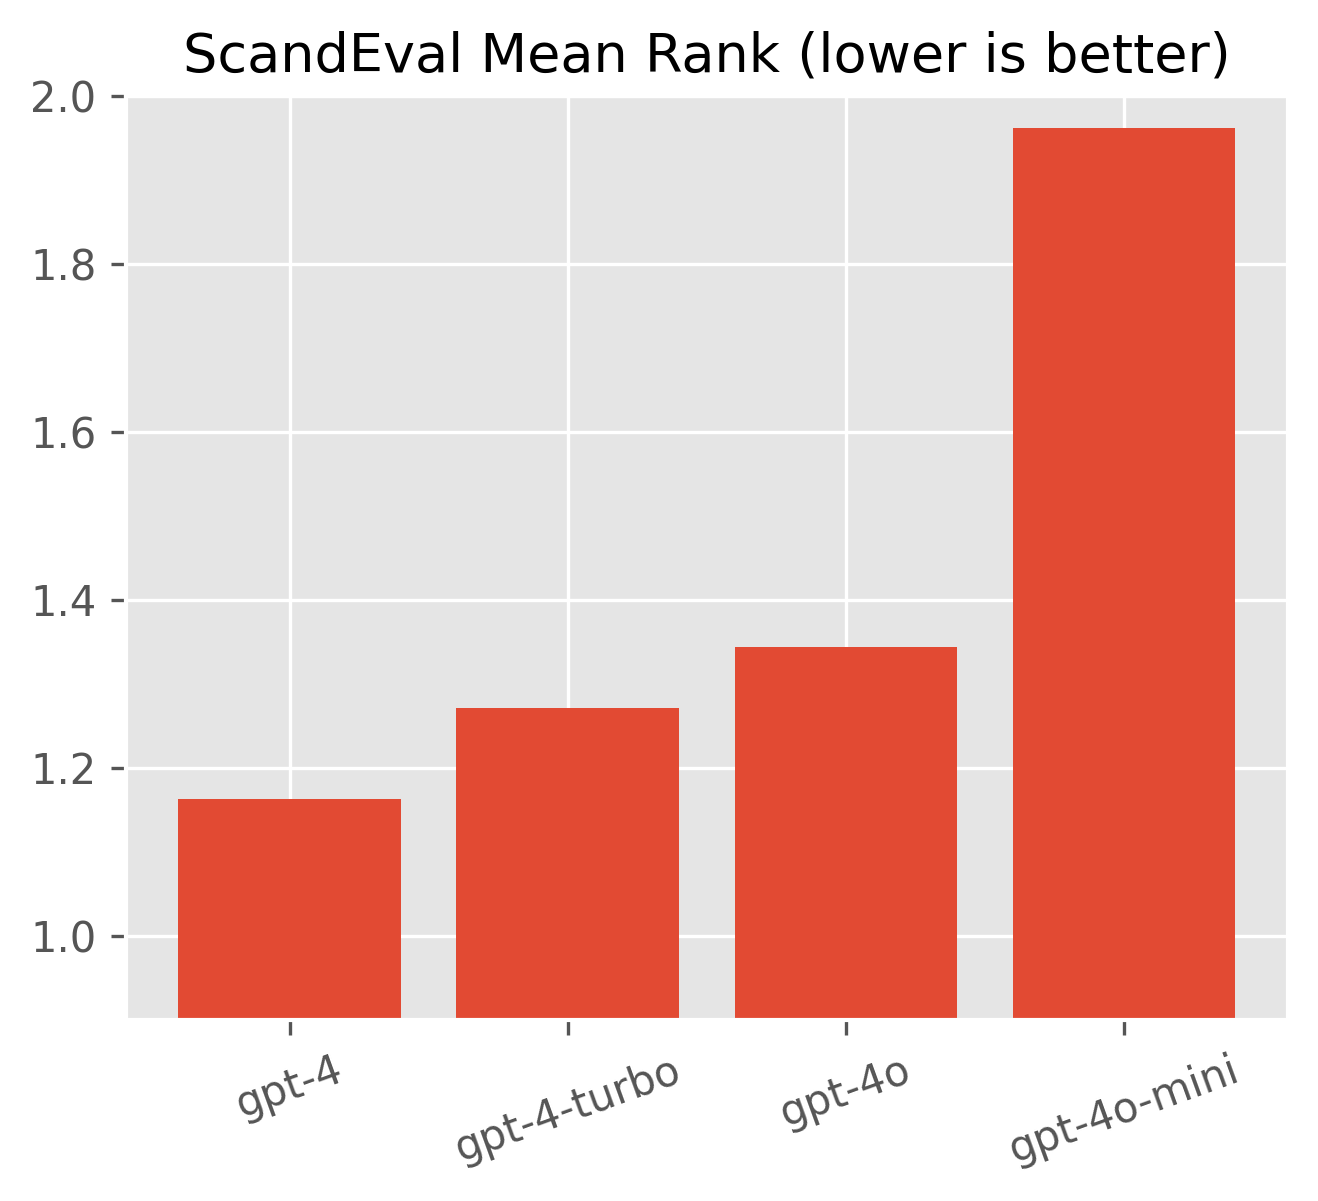 ScandEval Mean Rank (lower is better)
2.0
1.8
1.6
1.4
1.2
1.0
gpt-4
gpt-4-turbo
gpt-4o
gpt-4o-mini